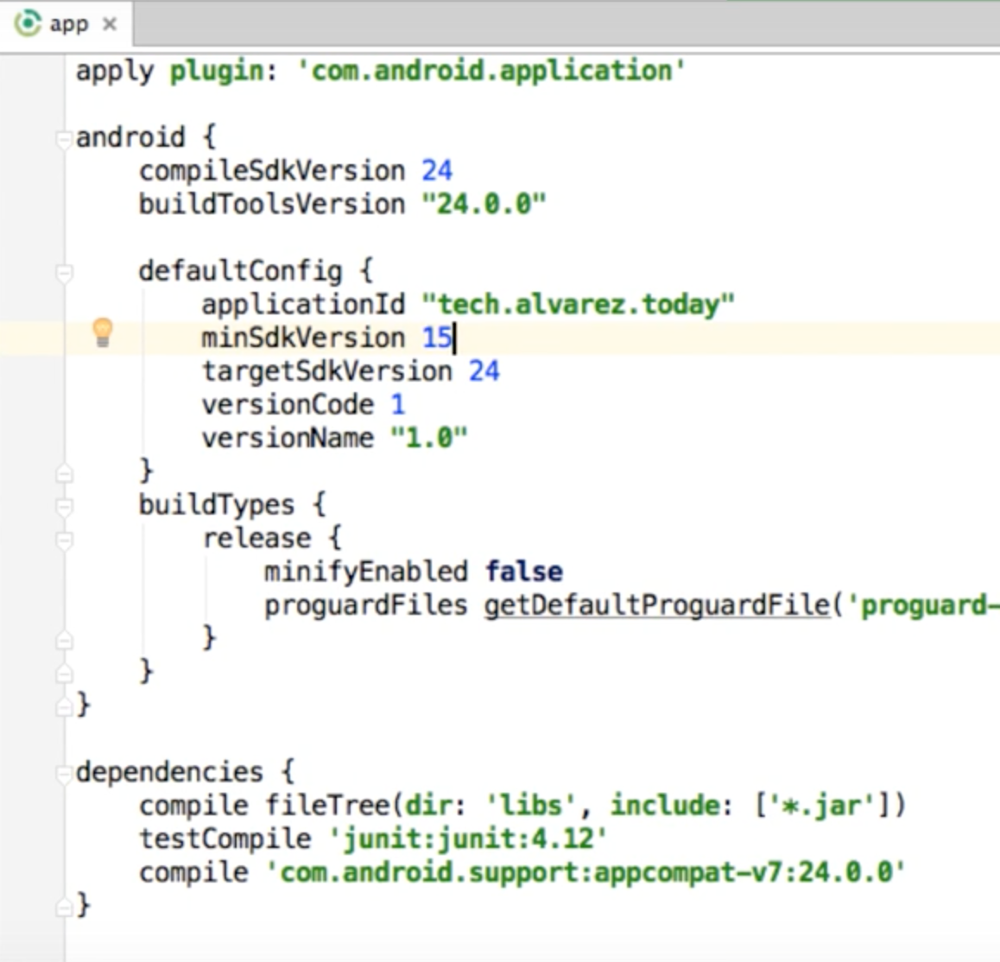 app
apply plugin: 'com.android.application'
android {
compileSdkVersion 24
buildToolsVersion "24.0.0"
defaultConfig {
applicationId "tech.alvarez.today"
minSdkVersion 15
targetSdkVersion 24
versionCode 1
versionName "1.0"
}
buildTypes {
release {
minifyEnabled false
proguardFiles getDefaultProguardFile('proguard-
}
}
}
dependencies {
compile fileTree(dir: 'libs', include: ['*.jar'])
testCompile 'junit:junit:4.12'
compile 'com.android.support:appcompat-v7:24.0.0'
}